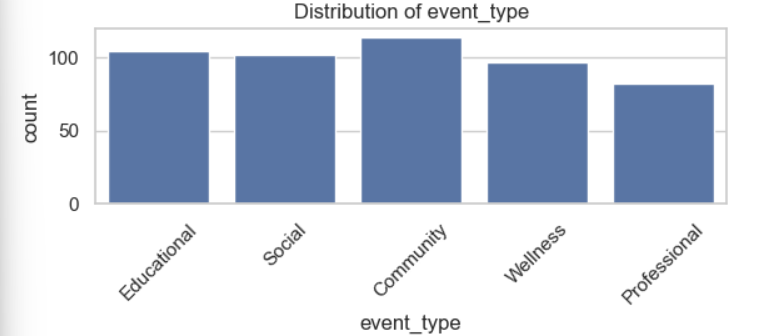 Distribution of event_type
100
50
0
count
Educational
Social
Community
Wellness
Professional
event_type